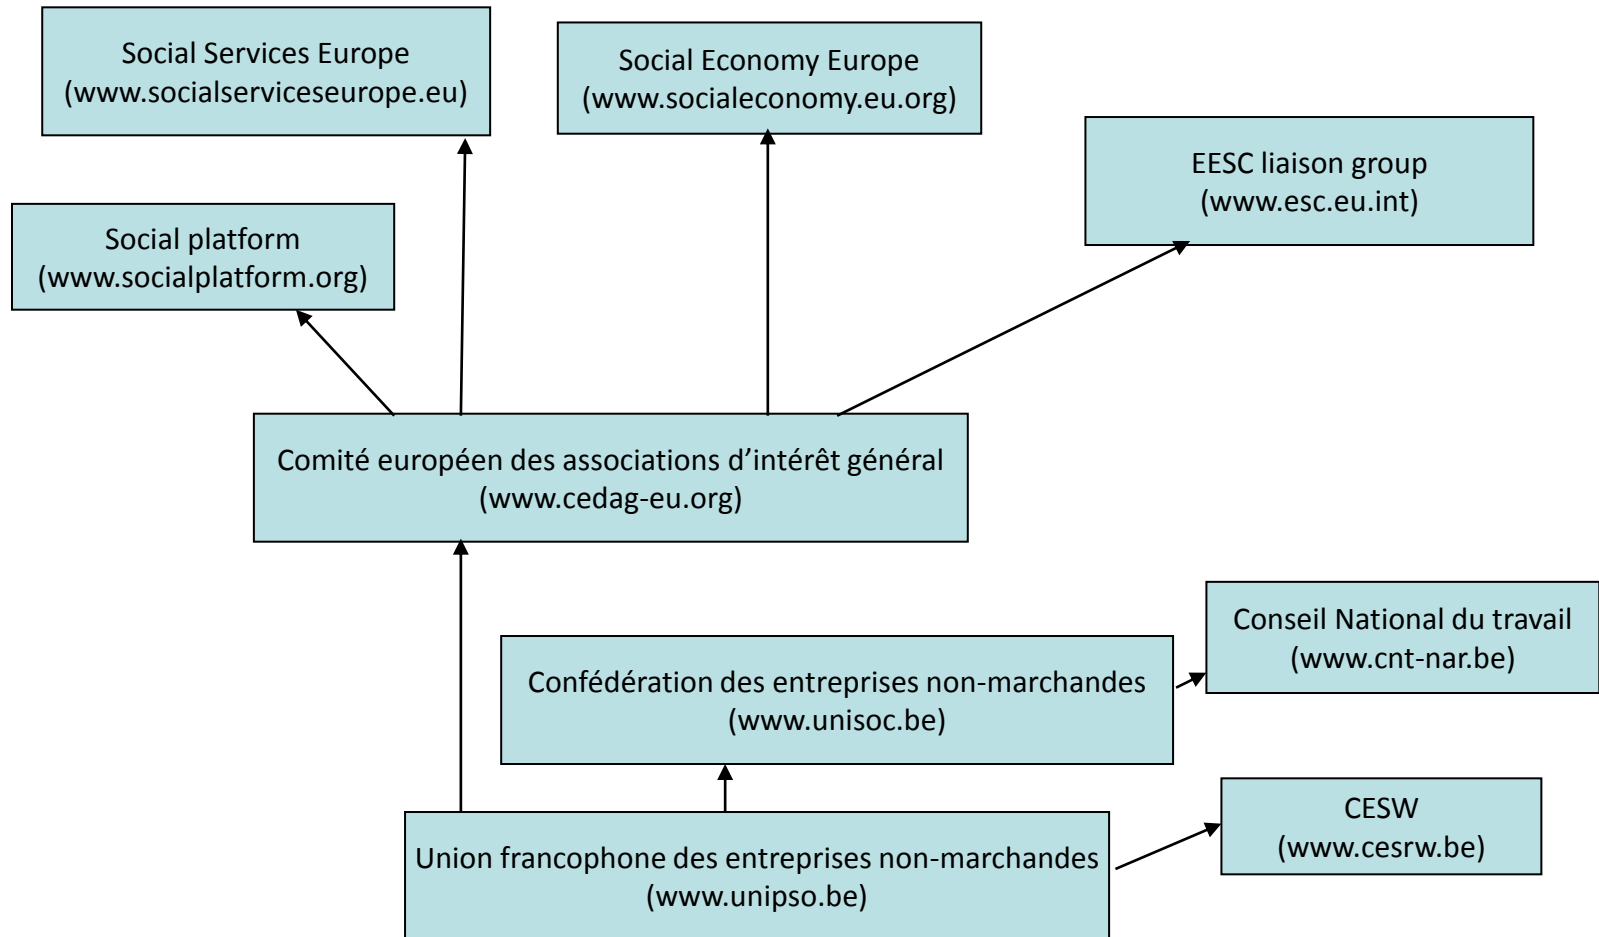 Social Services Europe
(www.socialserviceseurope.eu)
Social Economy Europe
(www.socialeconomy.eu.org)
EESC liaison group
(www.esc.eu.int)
Social platform
(www.socialplatform.org)
Comité européen des associations d’intérêt général
(www.cedag-eu.org)
Conseil National du travail
(www.cnt-nar.be)
Confédération des entreprises non-marchandes
(www.unisoc.be)
CESW
(www.cesrw.be)
Union francophone des entreprises non-marchandes
(www.unipso.be)